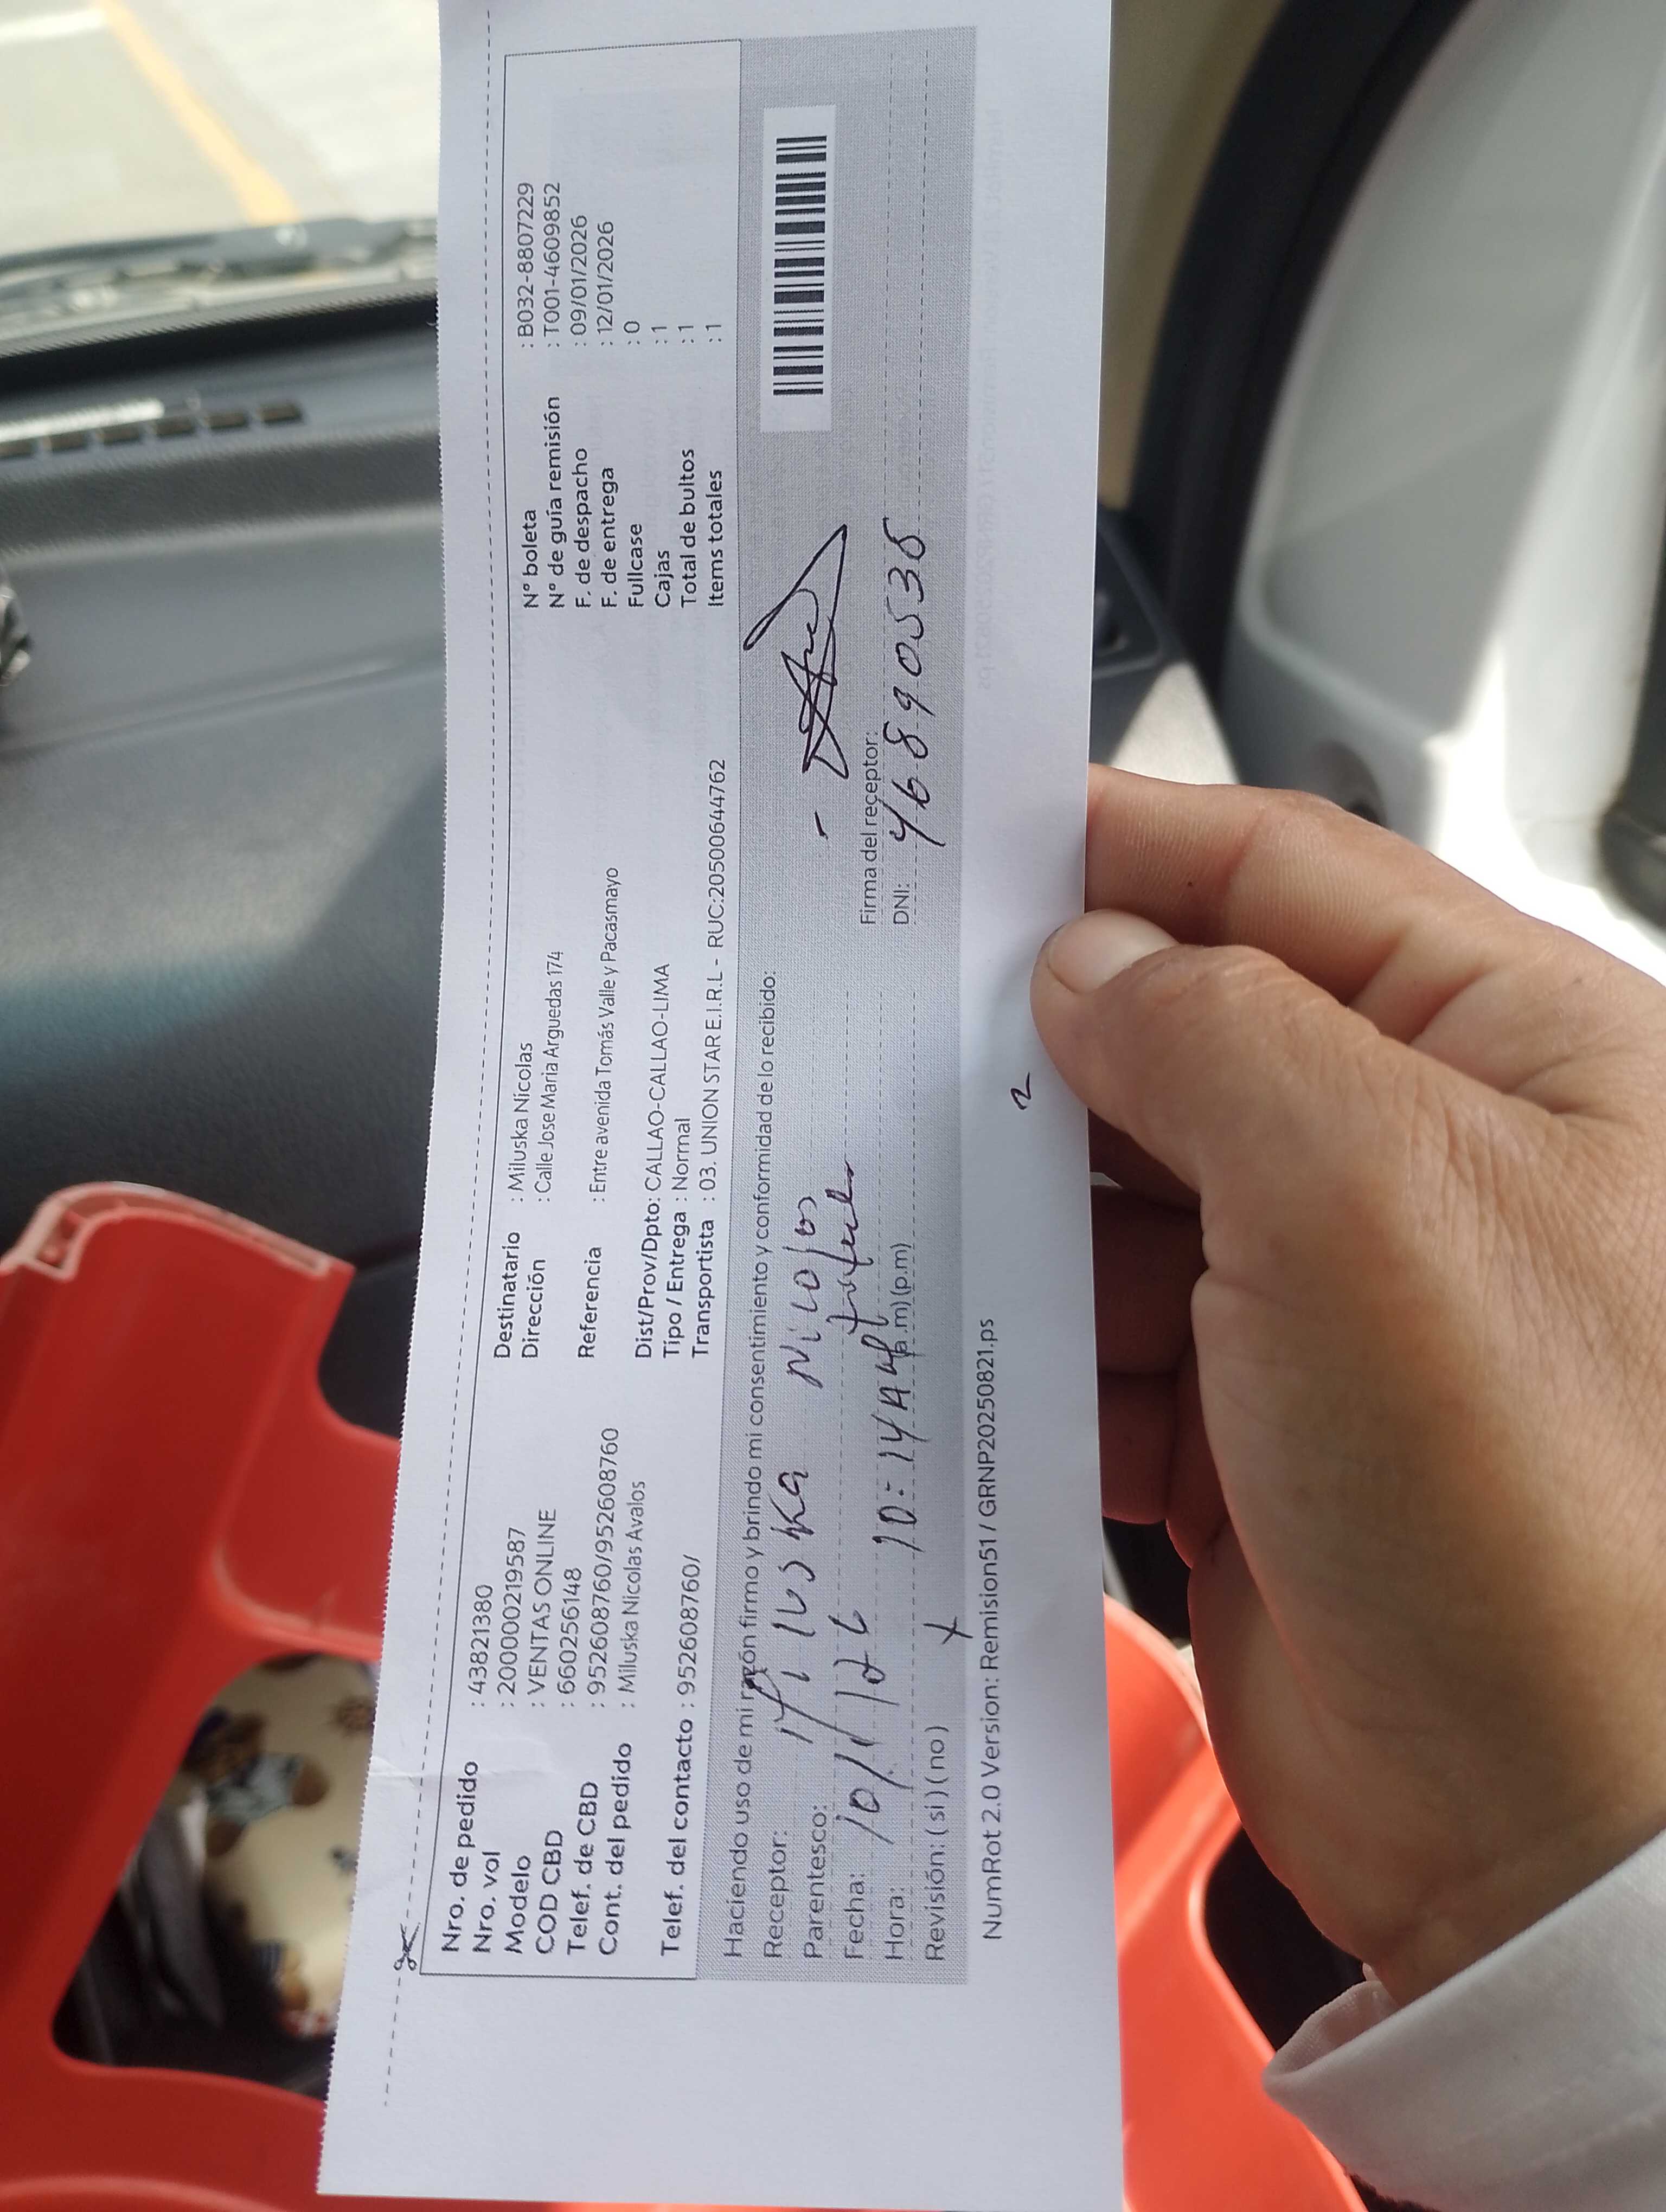 Nro. de pedido : 43821380
Nro. val : 200000219587
Modelo : VENTAS ONLINE
COD CBD : 660256148
Telef. de CBD : 952608760/952608760
Cont. del pedido : Miluska Nicolas Avalos
Telef. del contacto : 952608760/
Destinatario : Miluska Nicolas
Dirección : Calle Jose Maria Arguedas 174
Referencia : Entre avenida Tomás Valle y Pacasmayo
Dist/Prov/Dpto: CALLAO-CALLAO-LIMA
Tipo / Entrega : Normal
Transportista : 03. UNION STAR E.I.R.L - RUC:20500644762
N° boleta : B032-8807229
N° de guía remisión : T001-4609852
F. de despacho : 09/01/2026
F. de entrega : 12/01/2026
Fullcase : 0
Cajas : 1
Total de bultos : 1
Items totales : 1
Haciendo uso de mi razón firmo y brindo mi consentimiento y conformidad de lo recibido:
Receptor: Miluska Nicolas
Parentesco:
Fecha: 10/1/26
Hora: 10=14 AM (a.m)(p.m)
Revisión: (si) (no) X
Firma del receptor:
DNI: 46890538
NumRot 2.0 Version: Remision51 / GRNP20250821.ps
2